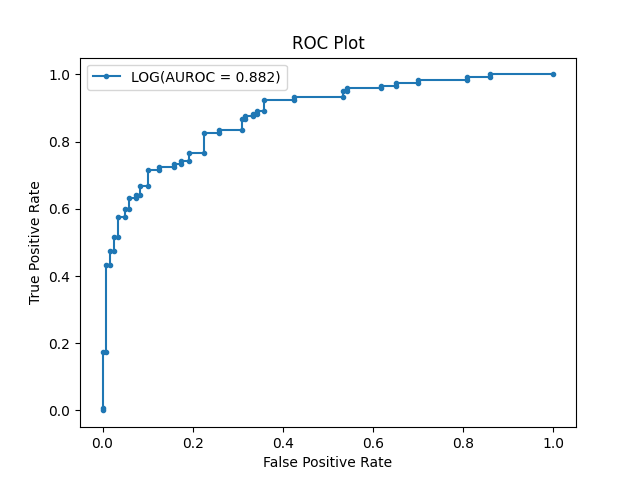 ROC Plot
LOG(AUROC = 0.882)
True Positive Rate
1.0
0.8
0.6
0.4
0.2
0.0
0.0 0.2 0.4 0.6 0.8 1.0
False Positive Rate